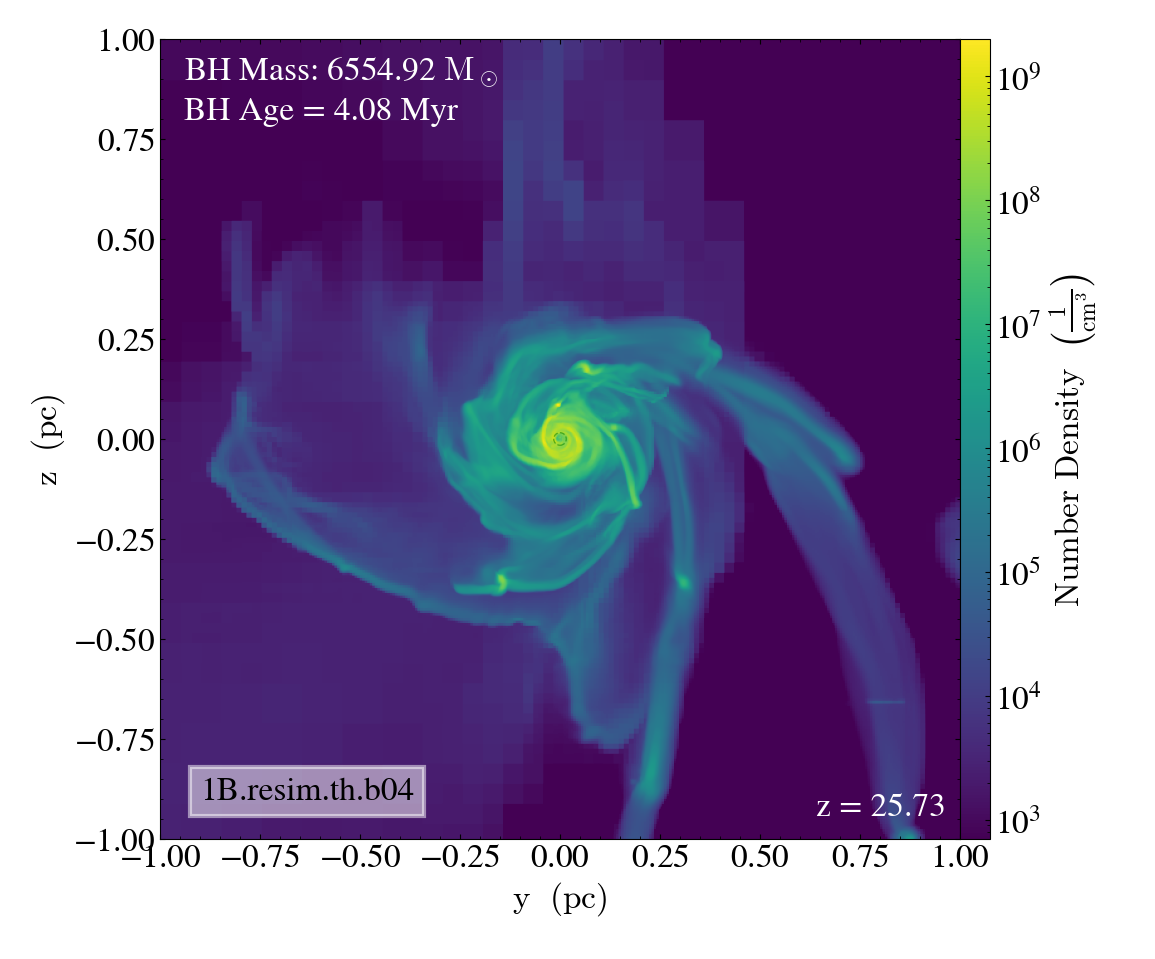 BH Mass: 6554.92 M⊙
BH Age = 4.08 Myr
1.00
0.75
0.50
0.25
0.00
−0.25
−0.50
−0.75
−1.00
z (pc)
1B.resim.th.b04
z = 25.73
−1.00 −0.75 −0.50 −0.25 0.00 0.25 0.50 0.75 1.00
y (pc)
10⁹
10⁸
10⁷
10⁶
10⁵
10⁴
10³
Number Density (1/cm³)